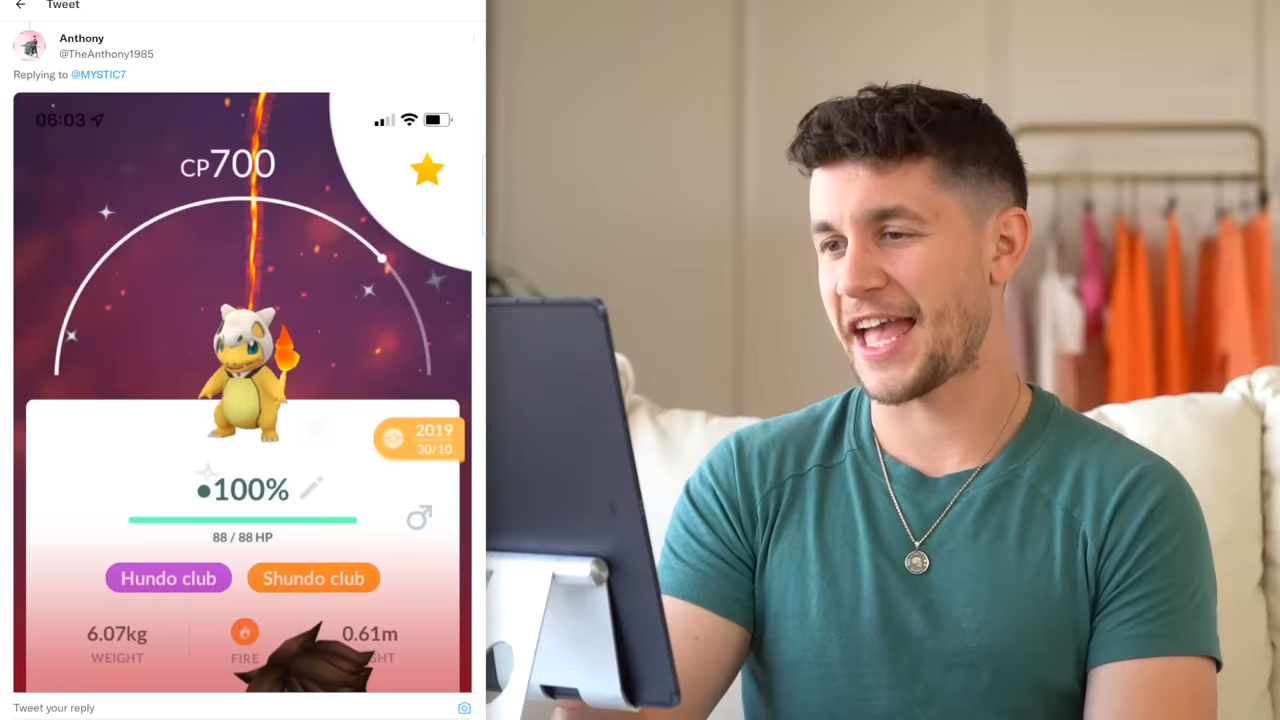 Tweet
Anthony
@TheAnthony1985
Replying to @MYSTIC7
06:03
CP700
2019
30/10
100%
88 / 88 HP
Hundo club
Shundo club
6.07kg
0.61m
WEIGHT
FIRE
Tweet your reply